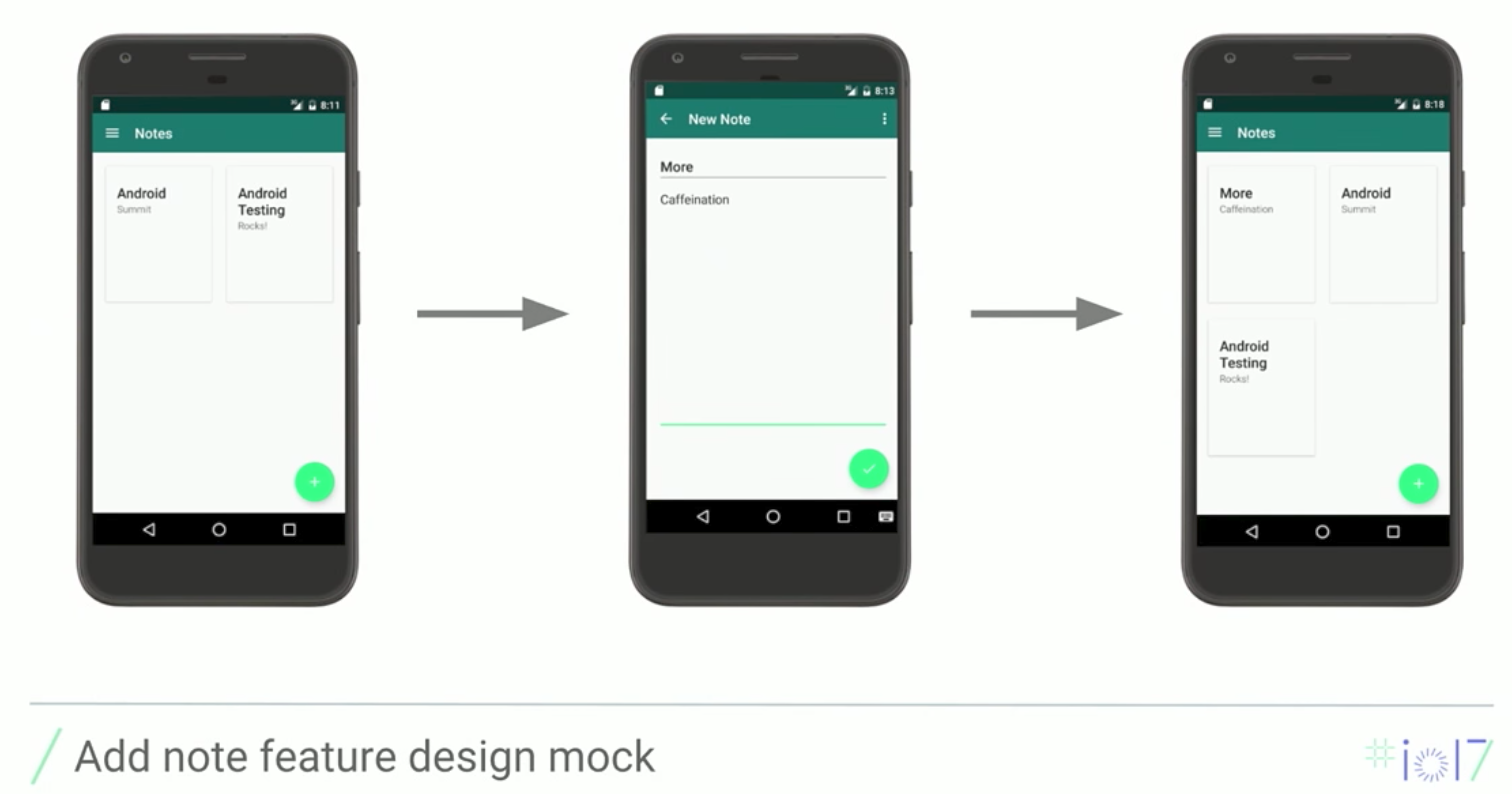 8:11
Notes
Android
Summit
Android
Testing
Rocks!
8:13
New Note
More
Caffeination
8:18
Notes
More
Caffeination
Android
Summit
Android
Testing
Rocks!
Add note feature design mock
#io17